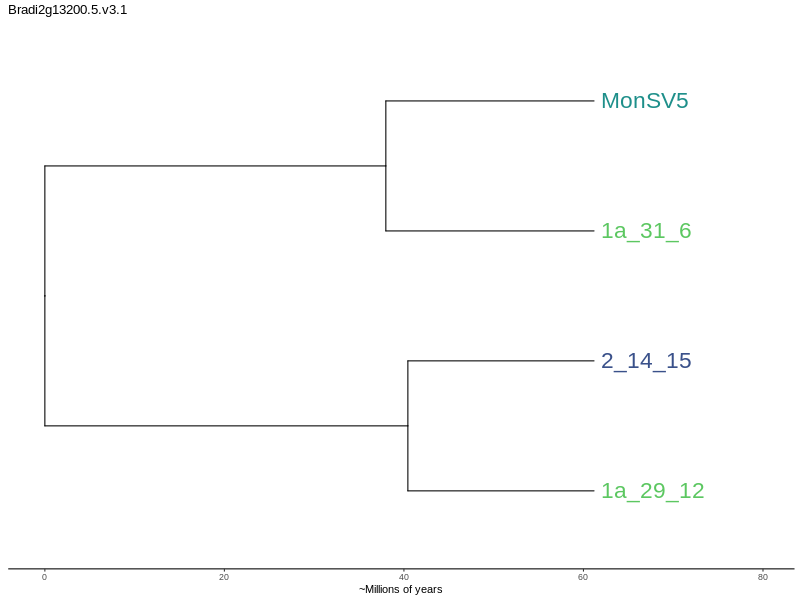 Bradi2g13200.5.v3.1
MonSV5
1a_31_6
2_14_15
1a_29_12
0 20 40 60 80
~Millions of years